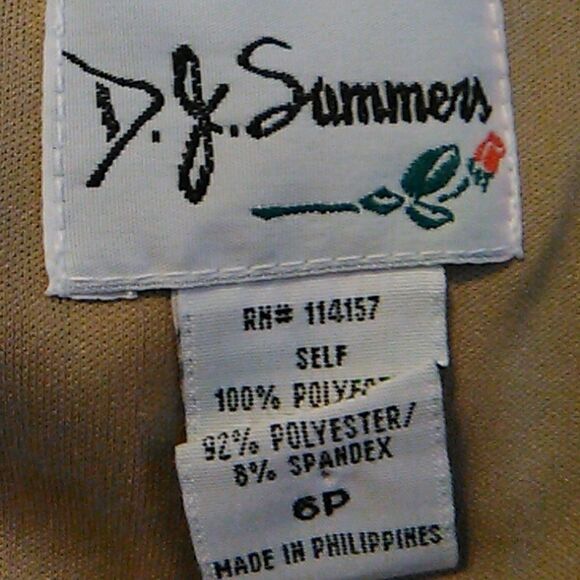 D.J. Summers
RN# 114157
SELF
100%
92% POLYESTER/
8% SPANDEX
6P
MADE IN PHILIPPINES